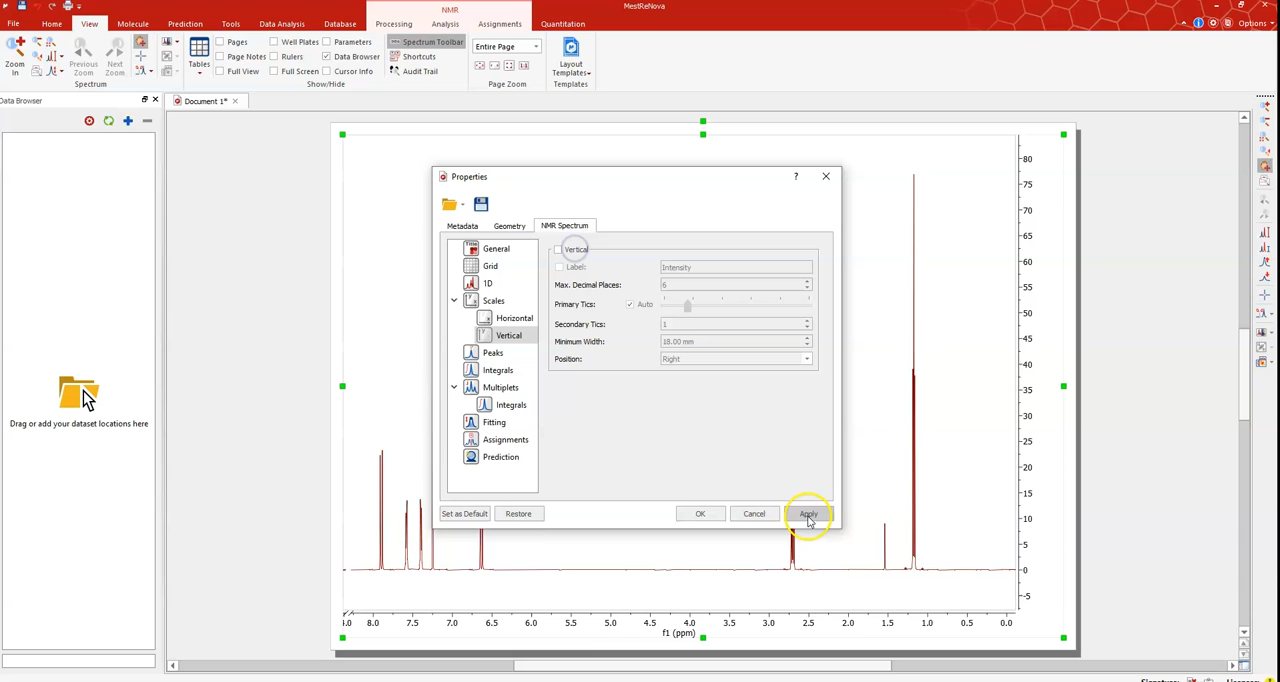 MestReNova
NMR
File Home View Molecule Prediction Tools Data Analysis Database Processing Analysis Assignments Quantitation Options
Zoom In
Previous Zoom
Next Zoom
Spectrum
Tables
Pages Well Plates Parameters
Page Notes Rulers Data Browser
Full View Full Screen Cursor Info
Show/Hide
Spectrum Toolbar
Shortcuts
Audit Trail
Entire Page
Page Zoom
Layout Templates
Templates
Data Browser
Document 1*
Drag or add your dataset locations here
Properties
?
Metadata Geometry NMR Spectrum
General
Grid
1D
Scales
Horizontal
Vertical
Peaks
Integrals
Multiplets
Integrals
Fitting
Assignments
Prediction
Vertical
Label: Intensity
Max. Decimal Places: 6
Primary Tics: Auto
Secondary Tics: 1
Minimum Width: 18.00 mm
Position: Right
Set as Default Restore OK Cancel Apply
80
75
70
65
60
55
50
45
40
35
30
25
20
15
10
5
0
-5
8.0 7.5 7.0 6.5 6.0 5.5 5.0 4.5 4.0 3.5 3.0 2.5 2.0 1.5 1.0 0.5 0.0
f1 (ppm)